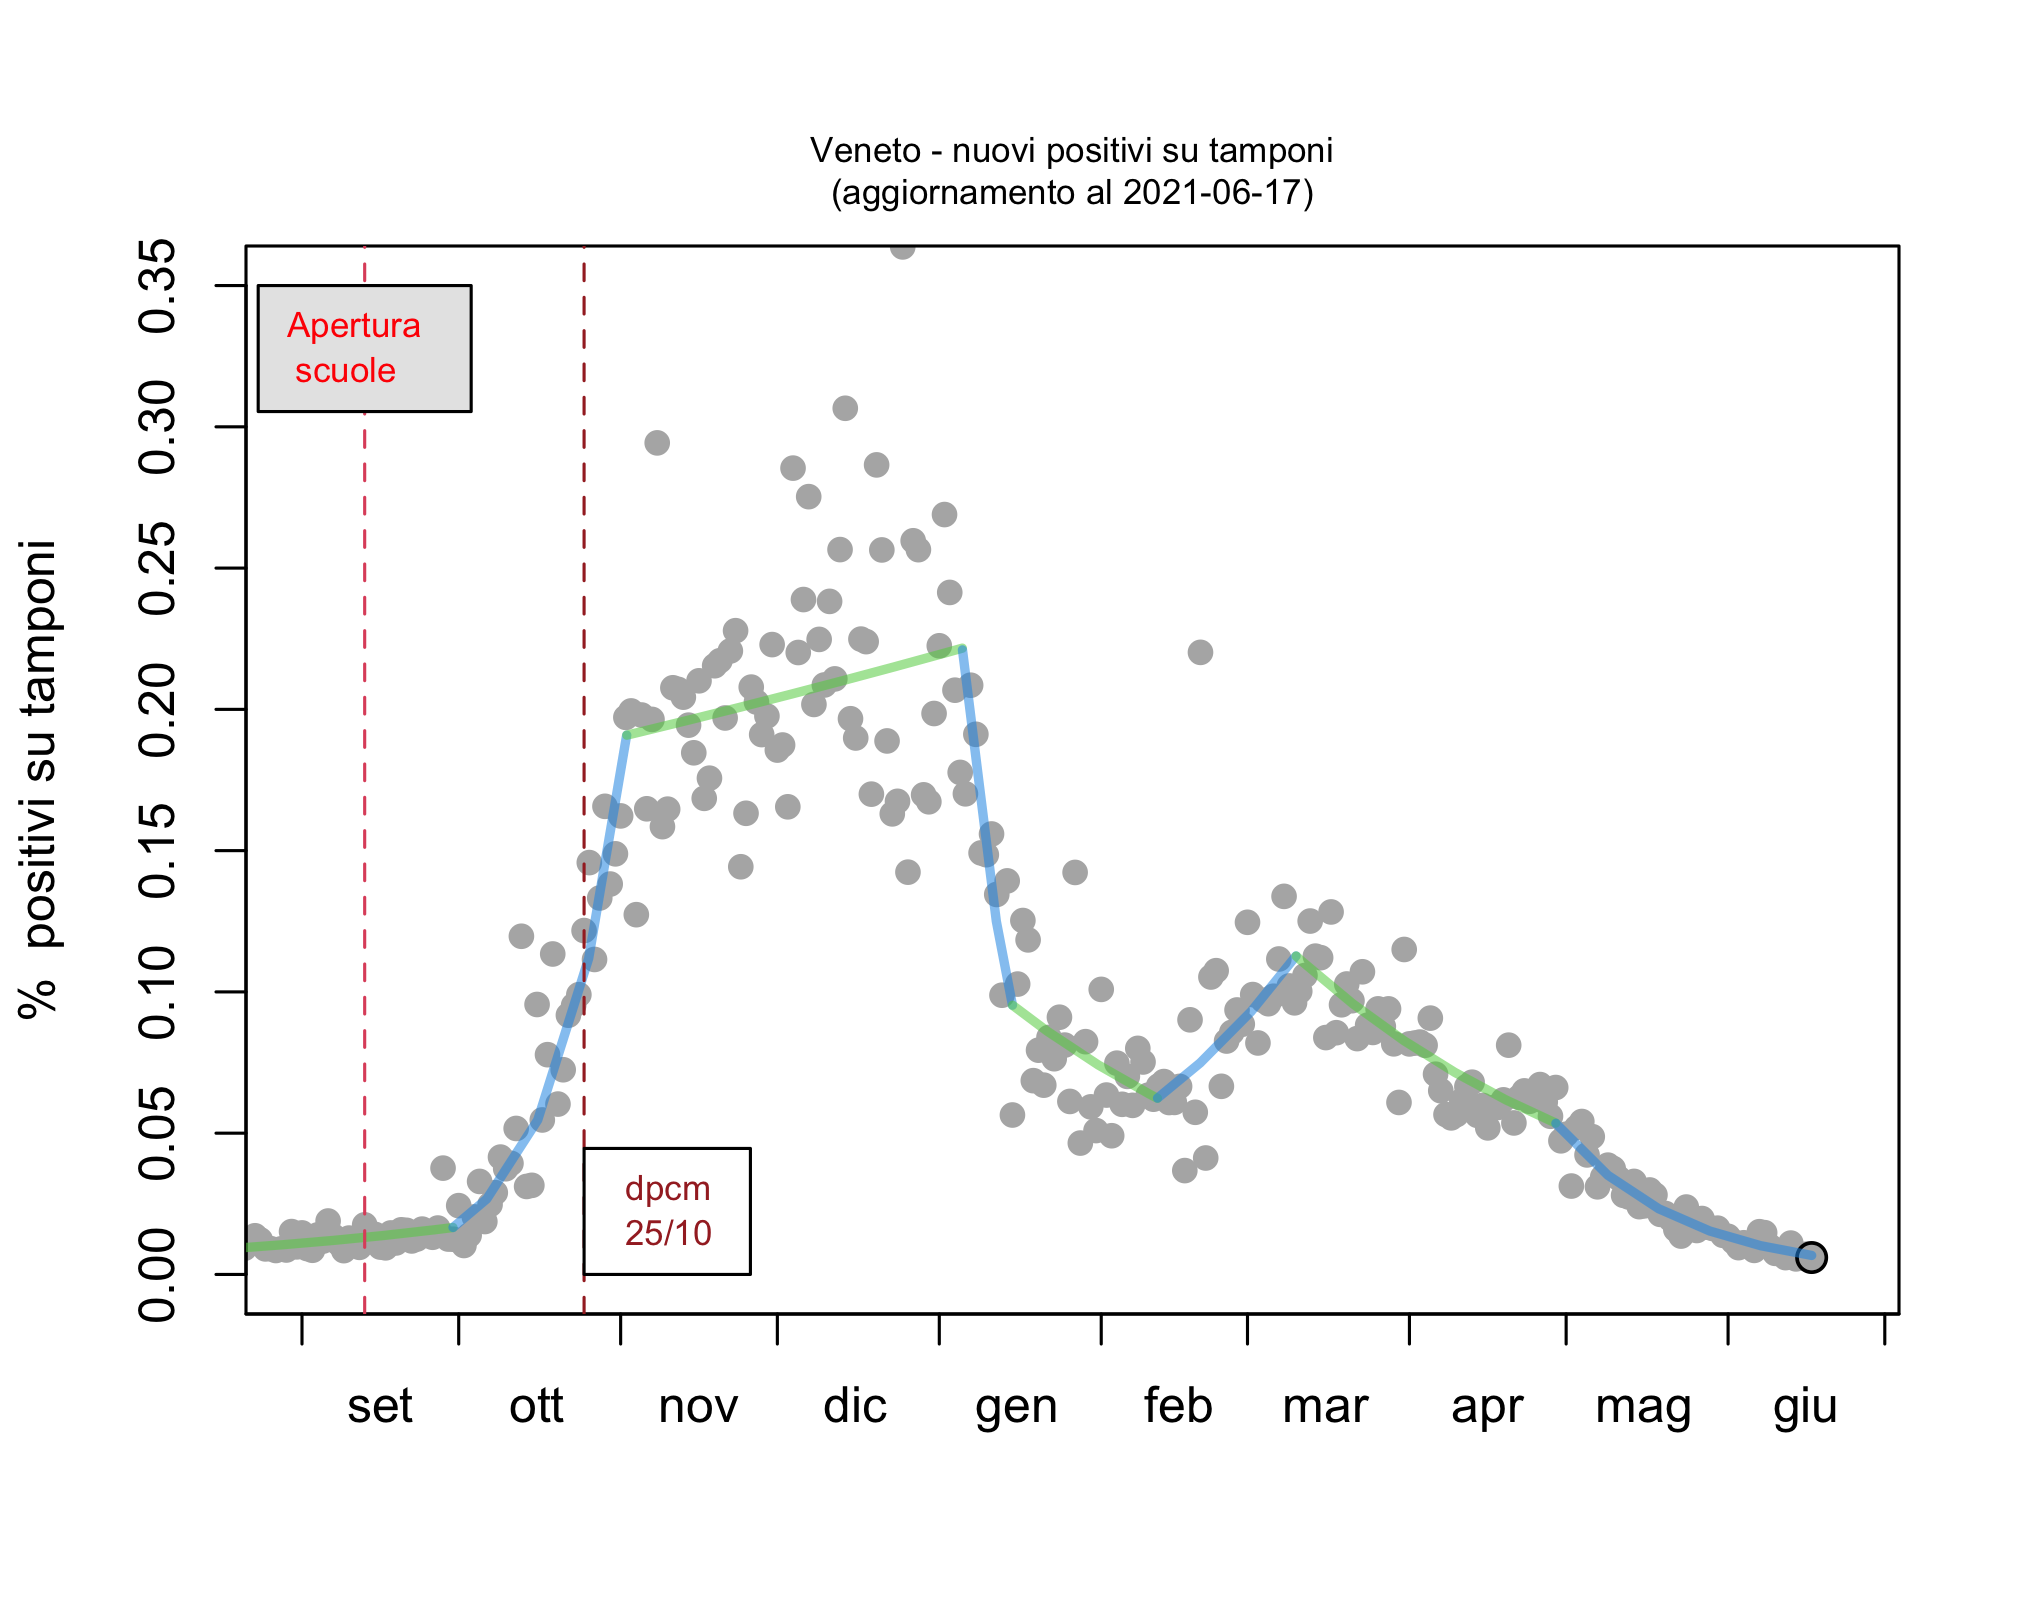 Veneto - nuovi positivi su tamponi
(aggiornamento al 2021-06-17)
% positivi su tamponi
0.35
0.30
0.25
0.20
0.15
0.10
0.05
0.00
Apertura
scuole
dpcm
25/10
set ott nov dic gen feb mar apr mag giu